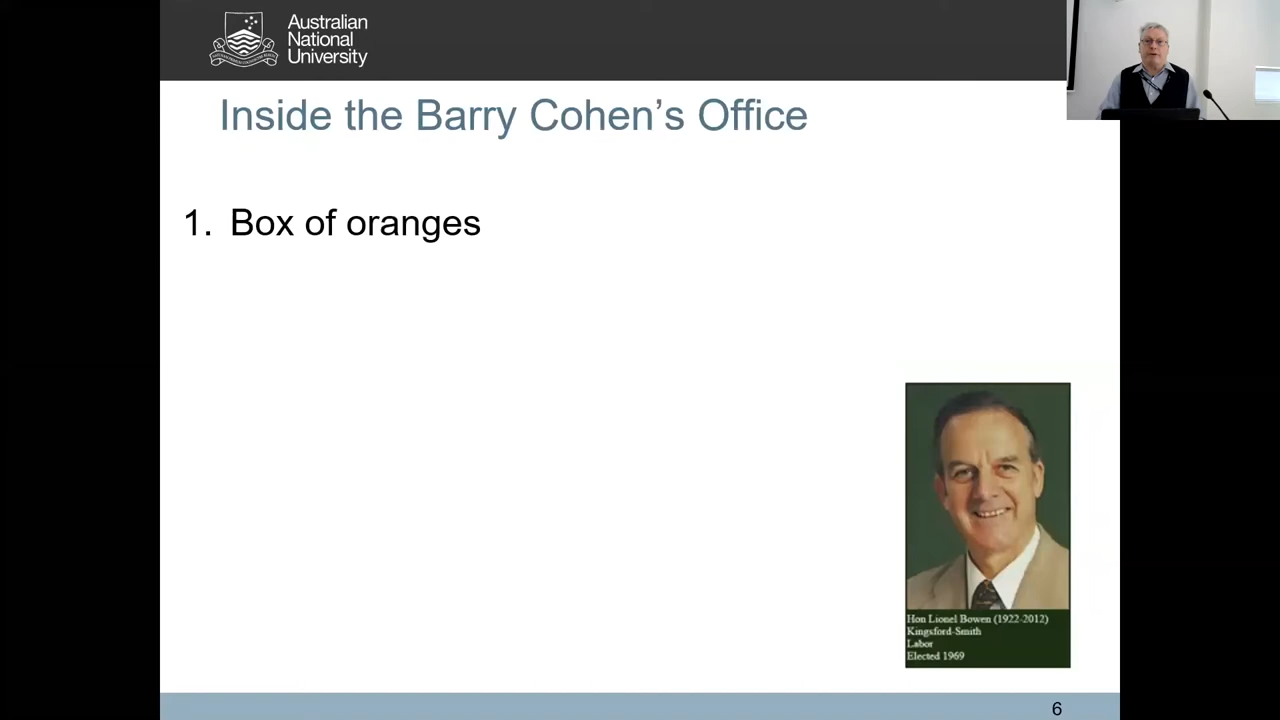 Australian
National
University
Inside the Barry Cohen's Office
1. Box of oranges
Hon Lionel Bowen (1922-2012)
Kingsford-Smith
Labor
Elected 1969
6